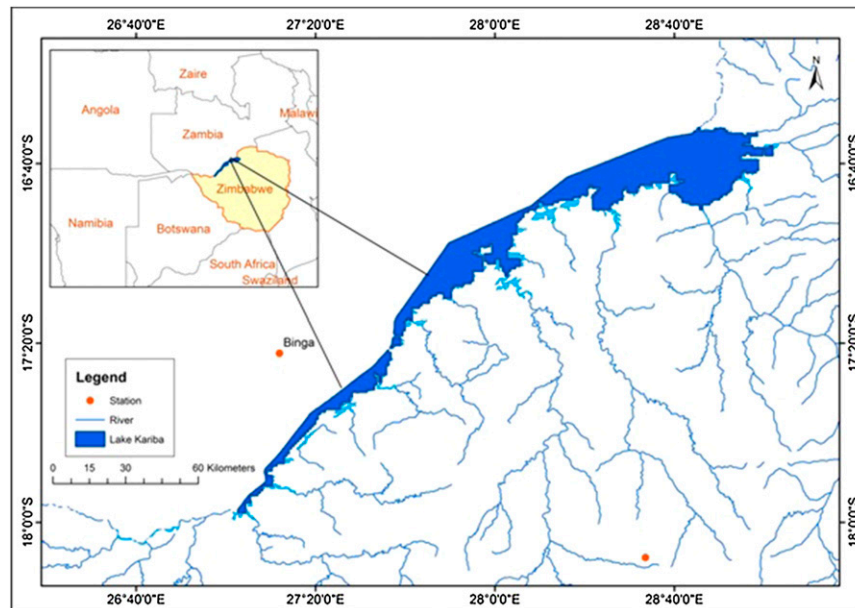 26°40'0"E
27°20'0"E
28°0'0"E
28°40'0"E
N
Zaire
Angola
Malawi
Zambia
Zimbabwe
Namibia
Botswana
South Africa
Swaziland
16°40'0"S
16°40'0"S
Binga
17°20'0"S
17°20'0"S
Legend
Station
River
Lake Kariba
0 15 30 60 Kilometers
18°0'0"S
18°0'0"S
26°40'0"E
27°20'0"E
28°0'0"E
28°40'0"E